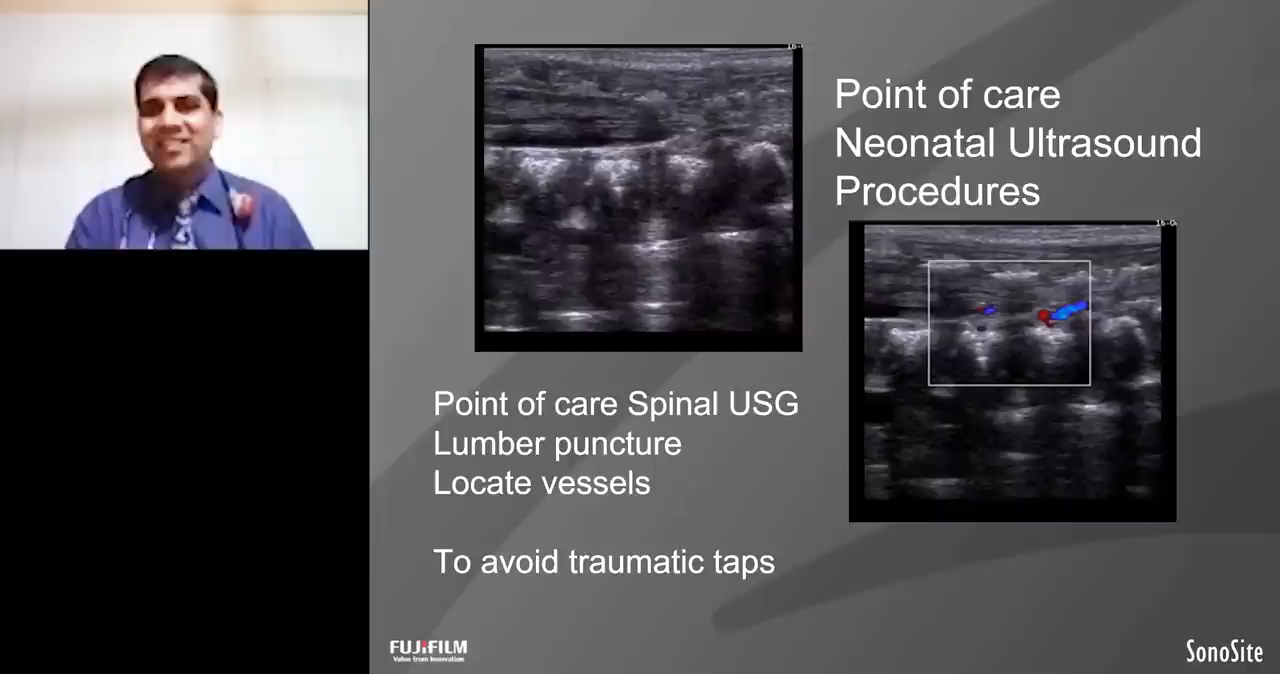 Point of care
Neonatal Ultrasound
Procedures
Point of care Spinal USG
Lumber puncture
Locate vessels
To avoid traumatic taps
FUJIFILM
Value from Innovation
SonoSite